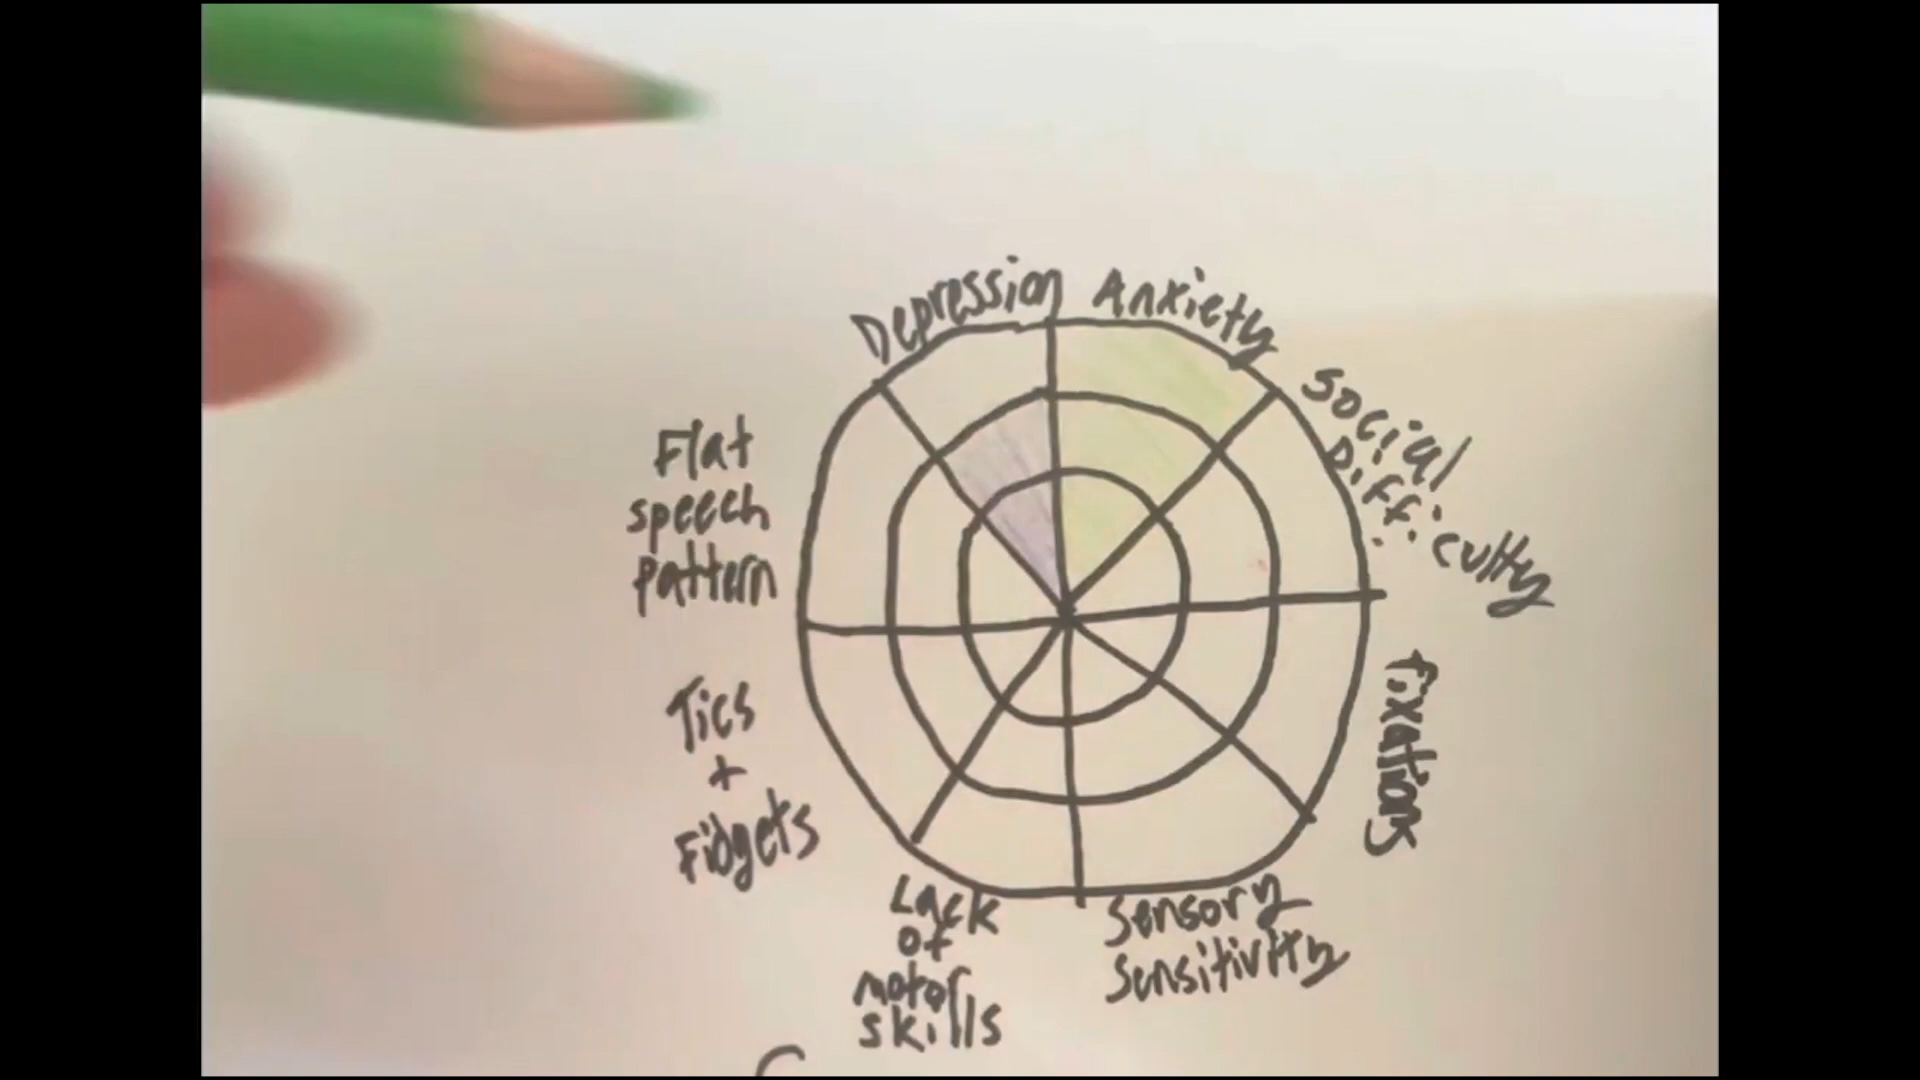 Depression
Anxiety
Social
Difficulty
fixations
Sensory
Sensitivity
Lack
of
motor
skills
Tics
+
Fidgets
Flat
speech
pattern